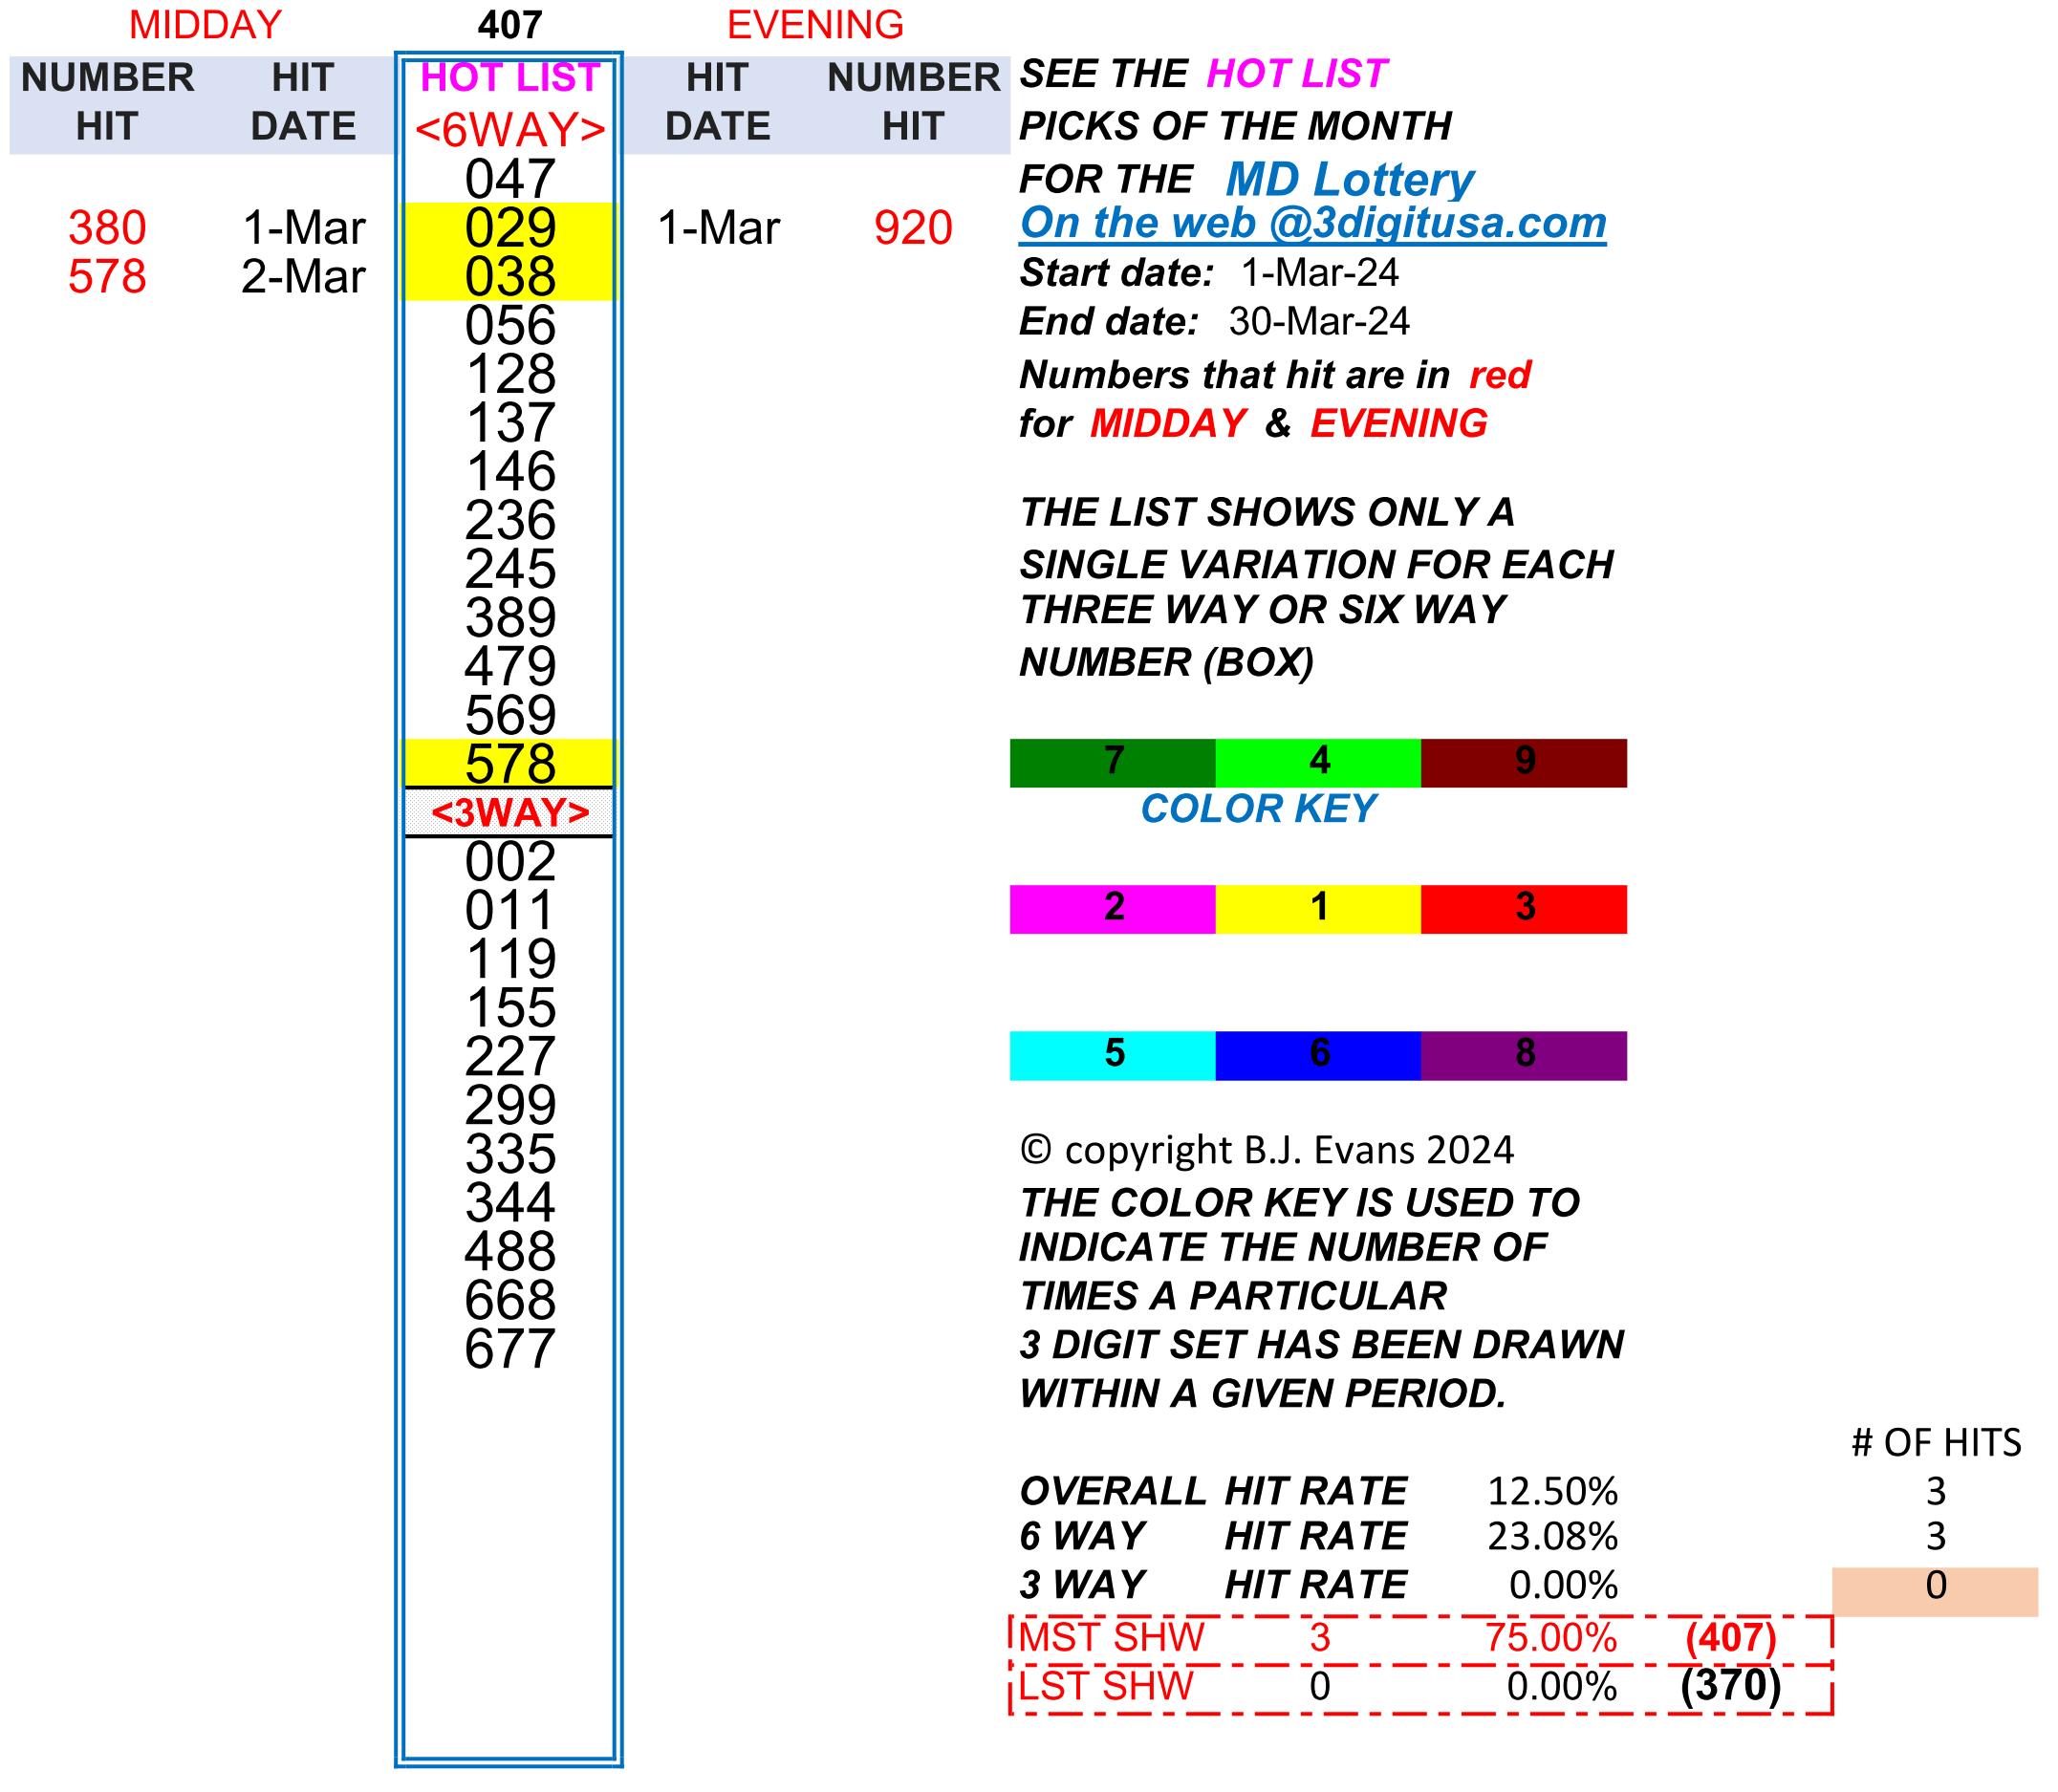 MIDDAY 407 EVENING
NUMBER HIT HOT LIST HIT NUMBER
HIT DATE <6WAY> DATE HIT
047
380 1-Mar 029 1-Mar 920
578 2-Mar 038
056
128
137
146
236
245
389
479
569
578
<3WAY>
002
011
119
155
227
299
335
344
488
668
677
SEE THE HOT LIST
PICKS OF THE MONTH
FOR THE MD Lottery
On the web @3digitusa.com
Start date: 1-Mar-24
End date: 30-Mar-24
Numbers that hit are in red
for MIDDAY & EVENING
THE LIST SHOWS ONLY A
SINGLE VARIATION FOR EACH
THREE WAY OR SIX WAY
NUMBER (BOX)
7 4 9
COLOR KEY
2 1 3
5 6 8
© copyright B.J. Evans 2024
THE COLOR KEY IS USED TO
INDICATE THE NUMBER OF
TIMES A PARTICULAR
3 DIGIT SET HAS BEEN DRAWN
WITHIN A GIVEN PERIOD.
# OF HITS
OVERALL HIT RATE 12.50% 3
6 WAY HIT RATE 23.08% 3
3 WAY HIT RATE 0.00% 0
MST SHW 3 75.00% (407)
LST SHW 0 0.00% (370)